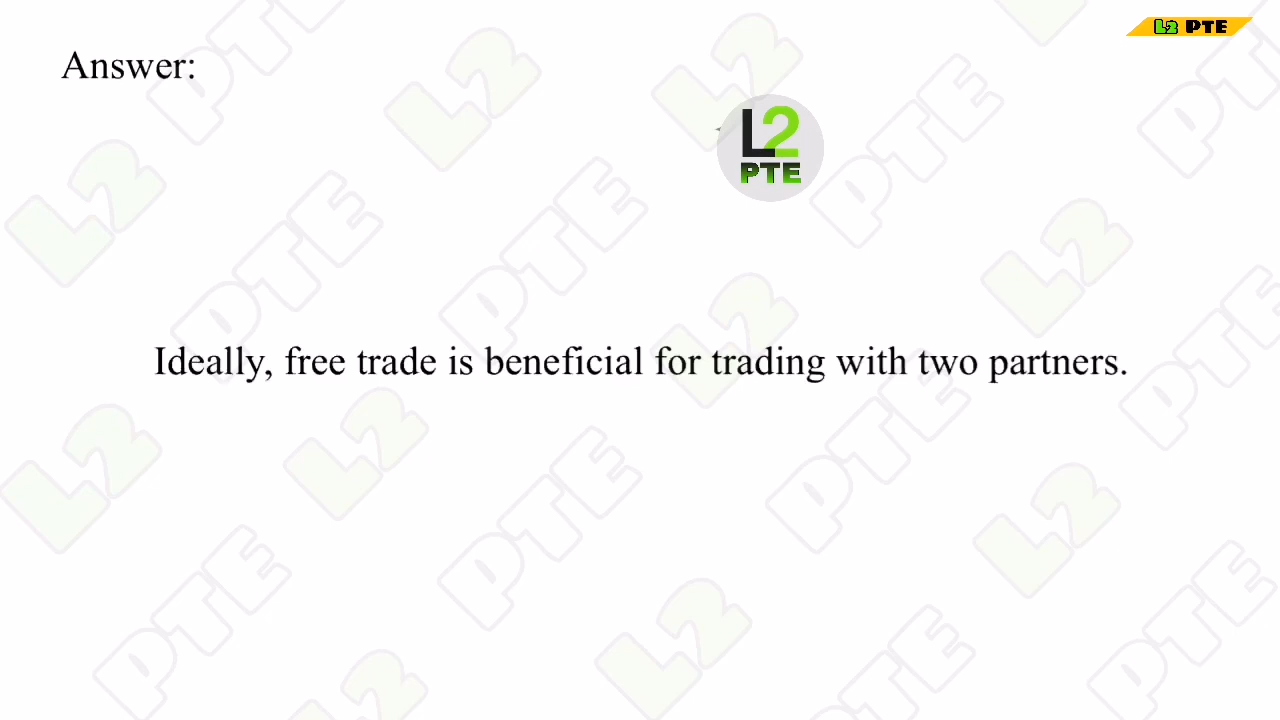 L2 PTE
Answer:
L2
PTE
Ideally, free trade is beneficial for trading with two partners.